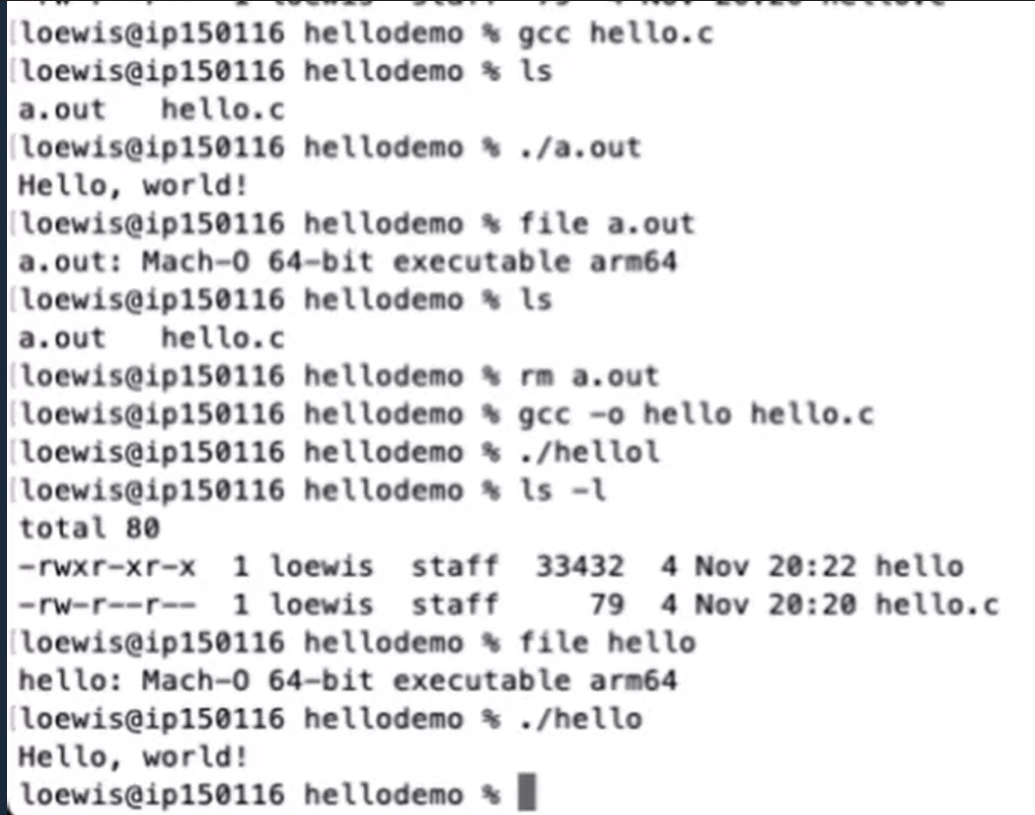 [loewis@ip150116 hellodemo % gcc hello.c
[loewis@ip150116 hellodemo % ls
a.out   hello.c
[loewis@ip150116 hellodemo % ./a.out
Hello, world!
[loewis@ip150116 hellodemo % file a.out
a.out: Mach-O 64-bit executable arm64
[loewis@ip150116 hellodemo % ls
a.out   hello.c
[loewis@ip150116 hellodemo % rm a.out
[loewis@ip150116 hellodemo % gcc -o hello hello.c
[loewis@ip150116 hellodemo % ./hellol
[loewis@ip150116 hellodemo % ls -l
total 80
-rwxr-xr-x  1 loewis  staff  33432  4 Nov 20:22 hello
-rw-r--r--  1 loewis  staff     79  4 Nov 20:20 hello.c
[loewis@ip150116 hellodemo % file hello
hello: Mach-O 64-bit executable arm64
[loewis@ip150116 hellodemo % ./hello
Hello, world!
loewis@ip150116 hellodemo %